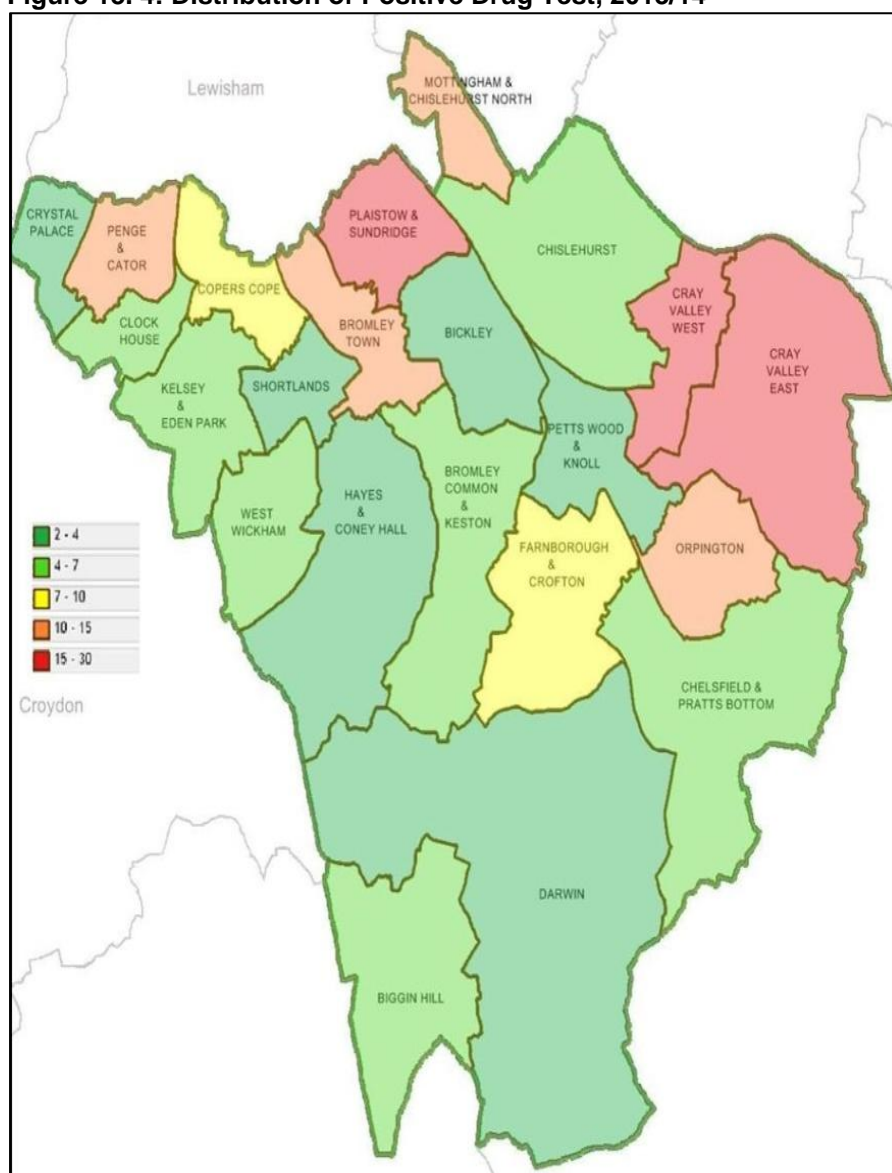 Distribution of Positive Drug Test, 2013/14
Lewisham
MOTTINGHAM &
CHISLEHURST NORTH
CRYSTAL
PALACE
PENGE
&
CATOR
PLAISTOW &
SUNDRIDGE
CHISLEHURST
COPERS COPE
CLOCK
HOUSE
BROMLEY
TOWN
BICKLEY
CRAY
VALLEY
WEST
CRAY
VALLEY
EAST
KELSEY
&
EDEN PARK
SHORTLANDS
PETTS WOOD
&
KNOLL
WEST
WICKHAM
HAYES
&
CONEY HALL
BROMLEY
COMMON
&
KESTON
FARNBOROUGH
&
CROFTON
ORPINGTON
2 - 4
4 - 7
7 - 10
10 - 15
15 - 30
Croydon
CHELSFIELD &
PRATTS BOTTOM
DARWIN
BIGGIN HILL